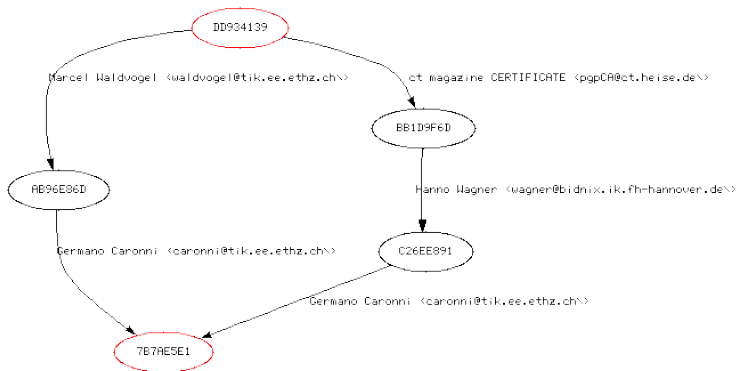 DD934139
Marcel Waldvogel <waldvogel@tik.ee.ethz.ch\>
ct magazine CERTIFICATE <pgpCA@ct.heise.de\>
BB1D9F6D
AB96E86D
Hanno Wagner <wagner@bidnix.ik.fh-hannover.de\>
Germano Caronni <caronni@tik.ee.ethz.ch\>
C26EE891
Germano Caronni <caronni@tik.ee.ethz.ch\>
7B7AE5E1